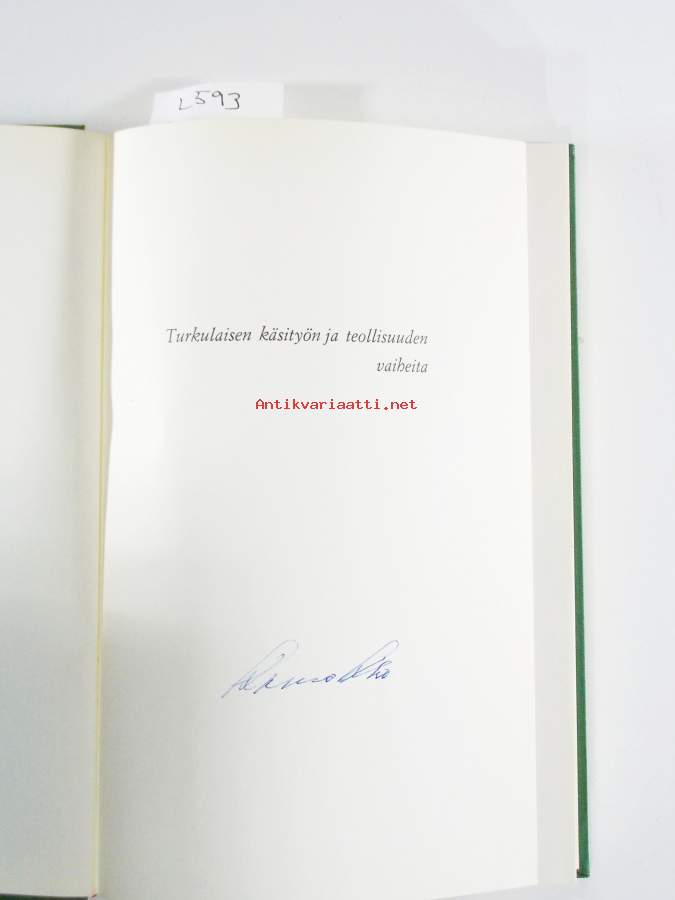 L593
Turkulaisen käsityön ja teollisuuden
vaiheita
Antikvariaatti.net